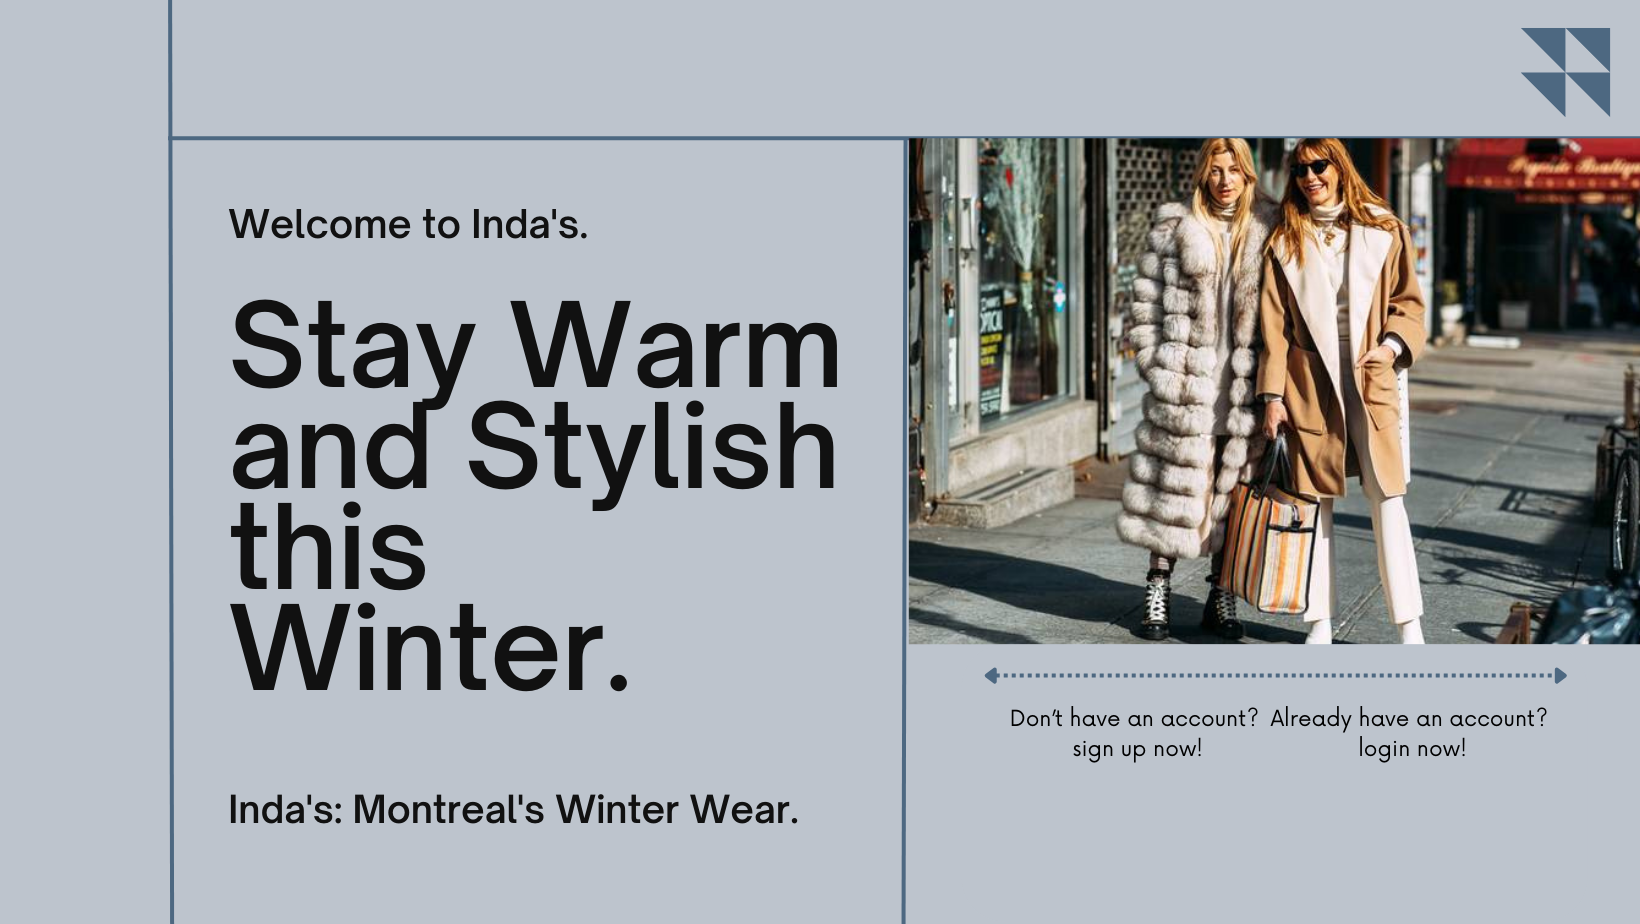 Welcome to Inda's.
Stay Warm
and Stylish
this
Winter.
Inda's: Montreal's Winter Wear.
OPTICAL
Don't have an account?
sign up now!
Already have an account?
login now!